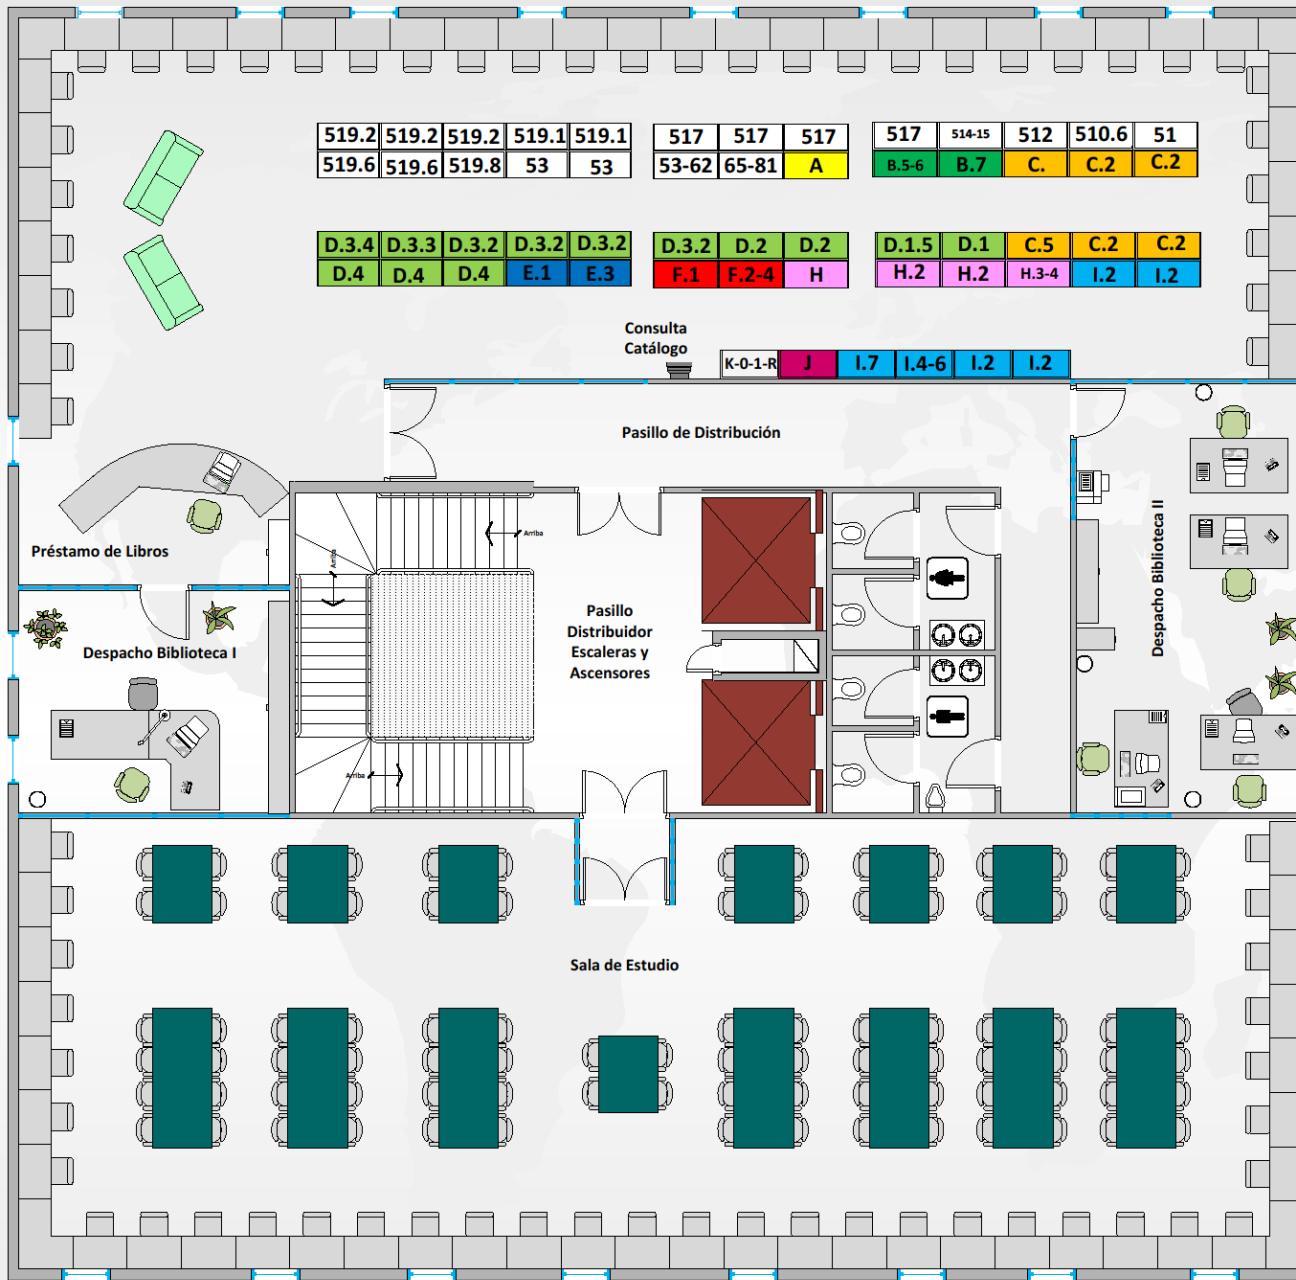 519.2 519.2 519.2 519.1 519.1 517 517 517 517 514-15 512 510.6 51
519.6 519.6 519.8 53 53 53-62 65-81 A B.5-6 B.7 C. C.2 C.2
D.3.4 D.3.3 D.3.2 D.3.2 D.3.2 D.3.2 D.2 D.2 D.1.5 D.1 C.5 C.2 C.2
D.4 D.4 D.4 E.1 E.3 F.1 F.2-4 H H.2 H.2 H.3-4 I.2 I.2
Consulta
Catálogo
K-0-1-R J I.7 I.4-6 I.2 I.2
Pasillo de Distribución
Préstamo de Libros
Arriba
Arriba
Arriba
Despacho Biblioteca I
Pasillo
Distribuidor
Escaleras y
Ascensores
Despacho Biblioteca II
Sala de Estudio